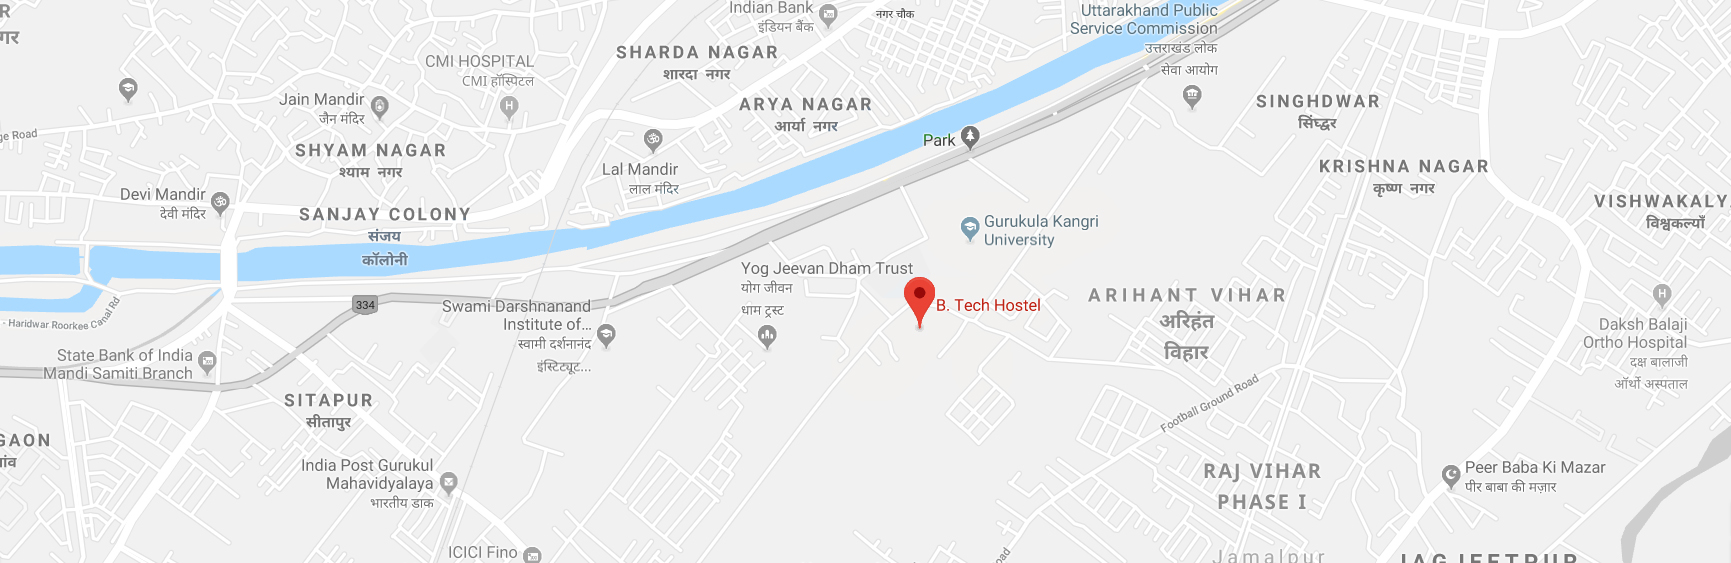 Indian Bank
इंडियन बैंक
नगर चौक
Uttarakhand Public
Service Commission
उत्तराखंड लोक
सेवा आयोग
CMI HOSPITAL
CMI हॉस्पिटल
SHARDA NAGAR
शारदा नगर
R
गर
Jain Mandir
जैन मंदिर
ARYA NAGAR
आर्या नगर
SINGHDWAR
सिंघ्द्वर
ge Road
SHYAM NAGAR
श्याम नगर
Park
Lal Mandir
लाल मंदिर
KRISHNA NAGAR
कृष्ण नगर
Devi Mandir
देवी मंदिर
SANJAY COLONY
संजय
कॉलोनी
VISHWAKALY
विश्वकल्याँ
Gurukula Kangri
University
Yog Jeevan Dham Trust
योग जीवन
धाम ट्रस्ट
B. Tech Hostel
ARIHANT VIHAR
अरिहंत
विहार
334
Swami Darshnanand
Institute of...
स्वामी दर्शनानंद
इंस्टिट्यूट...
- Haridwar Roorkee Canal Rd
Daksh Balaji
Ortho Hospital
दक्ष बालाजी
ऑर्थो अस्पताल
State Bank of India
Mandi Samiti Branch
SITAPUR
सीतापुर
Football Ground Road
GAON
गांव
India Post Gurukul
Mahavidyalaya
भारतीय डाक
RAJ VIHAR
PHASE I
Peer Baba Ki Mazar
पीर बाबा की मज़ार
ICICI Fino
oad
Jamalpur
JAGJEETPUR